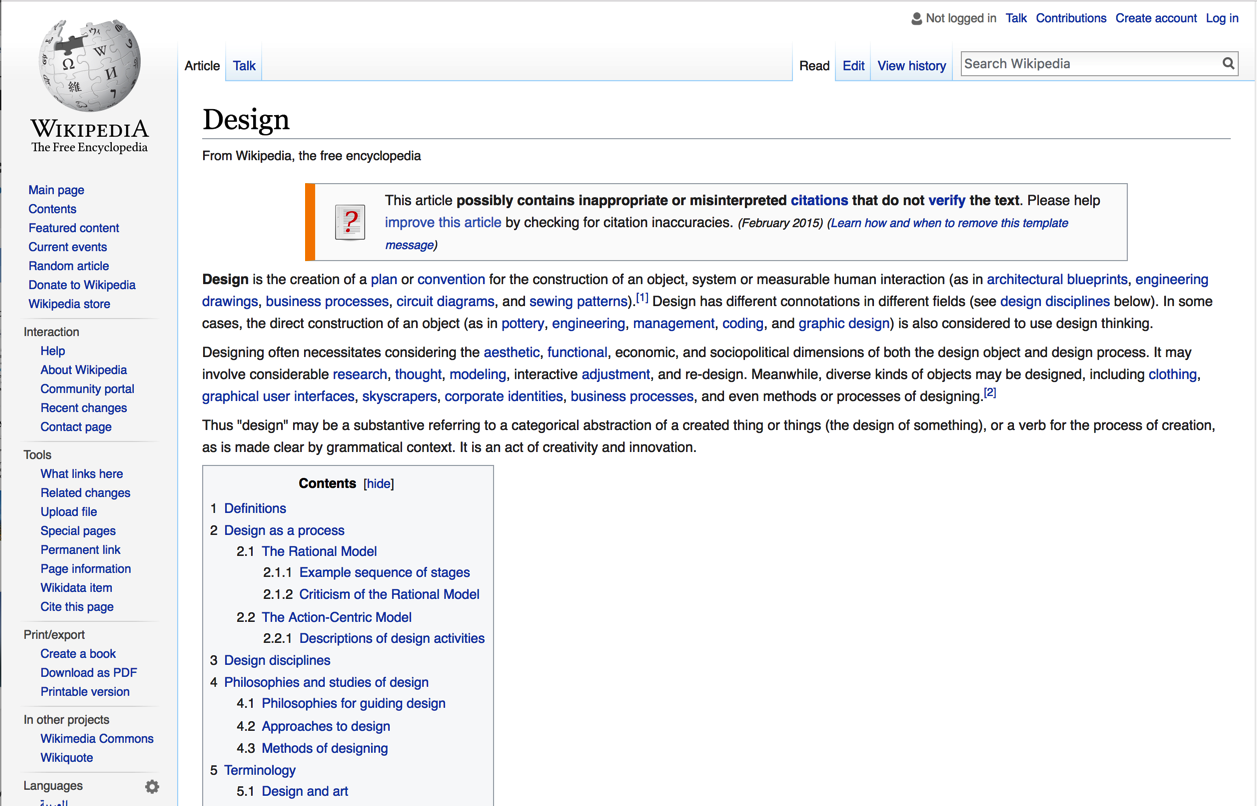 Not logged in Talk Contributions Create account Log in
Article Talk Read Edit View history Search Wikipedia
WIKIPEDIA
The Free Encyclopedia
Main page
Contents
Featured content
Current events
Random article
Donate to Wikipedia
Wikipedia store
Interaction
Help
About Wikipedia
Community portal
Recent changes
Contact page
Tools
What links here
Related changes
Upload file
Special pages
Permanent link
Page information
Wikidata item
Cite this page
Print/export
Create a book
Download as PDF
Printable version
In other projects
Wikimedia Commons
Wikiquote
Languages
Design
From Wikipedia, the free encyclopedia
This article possibly contains inappropriate or misinterpreted citations that do not verify the text. Please help
improve this article by checking for citation inaccuracies. (February 2015) (Learn how and when to remove this template
message)
Design is the creation of a plan or convention for the construction of an object, system or measurable human interaction (as in architectural blueprints, engineering
drawings, business processes, circuit diagrams, and sewing patterns).[1] Design has different connotations in different fields (see design disciplines below). In some
cases, the direct construction of an object (as in pottery, engineering, management, coding, and graphic design) is also considered to use design thinking.
Designing often necessitates considering the aesthetic, functional, economic, and sociopolitical dimensions of both the design object and design process. It may
involve considerable research, thought, modeling, interactive adjustment, and re-design. Meanwhile, diverse kinds of objects may be designed, including clothing,
graphical user interfaces, skyscrapers, corporate identities, business processes, and even methods or processes of designing.[2]
Thus "design" may be a substantive referring to a categorical abstraction of a created thing or things (the design of something), or a verb for the process of creation,
as is made clear by grammatical context. It is an act of creativity and innovation.
Contents [hide]
1 Definitions
2 Design as a process
2.1 The Rational Model
2.1.1 Example sequence of stages
2.1.2 Criticism of the Rational Model
2.2 The Action-Centric Model
2.2.1 Descriptions of design activities
3 Design disciplines
4 Philosophies and studies of design
4.1 Philosophies for guiding design
4.2 Approaches to design
4.3 Methods of designing
5 Terminology
5.1 Design and art